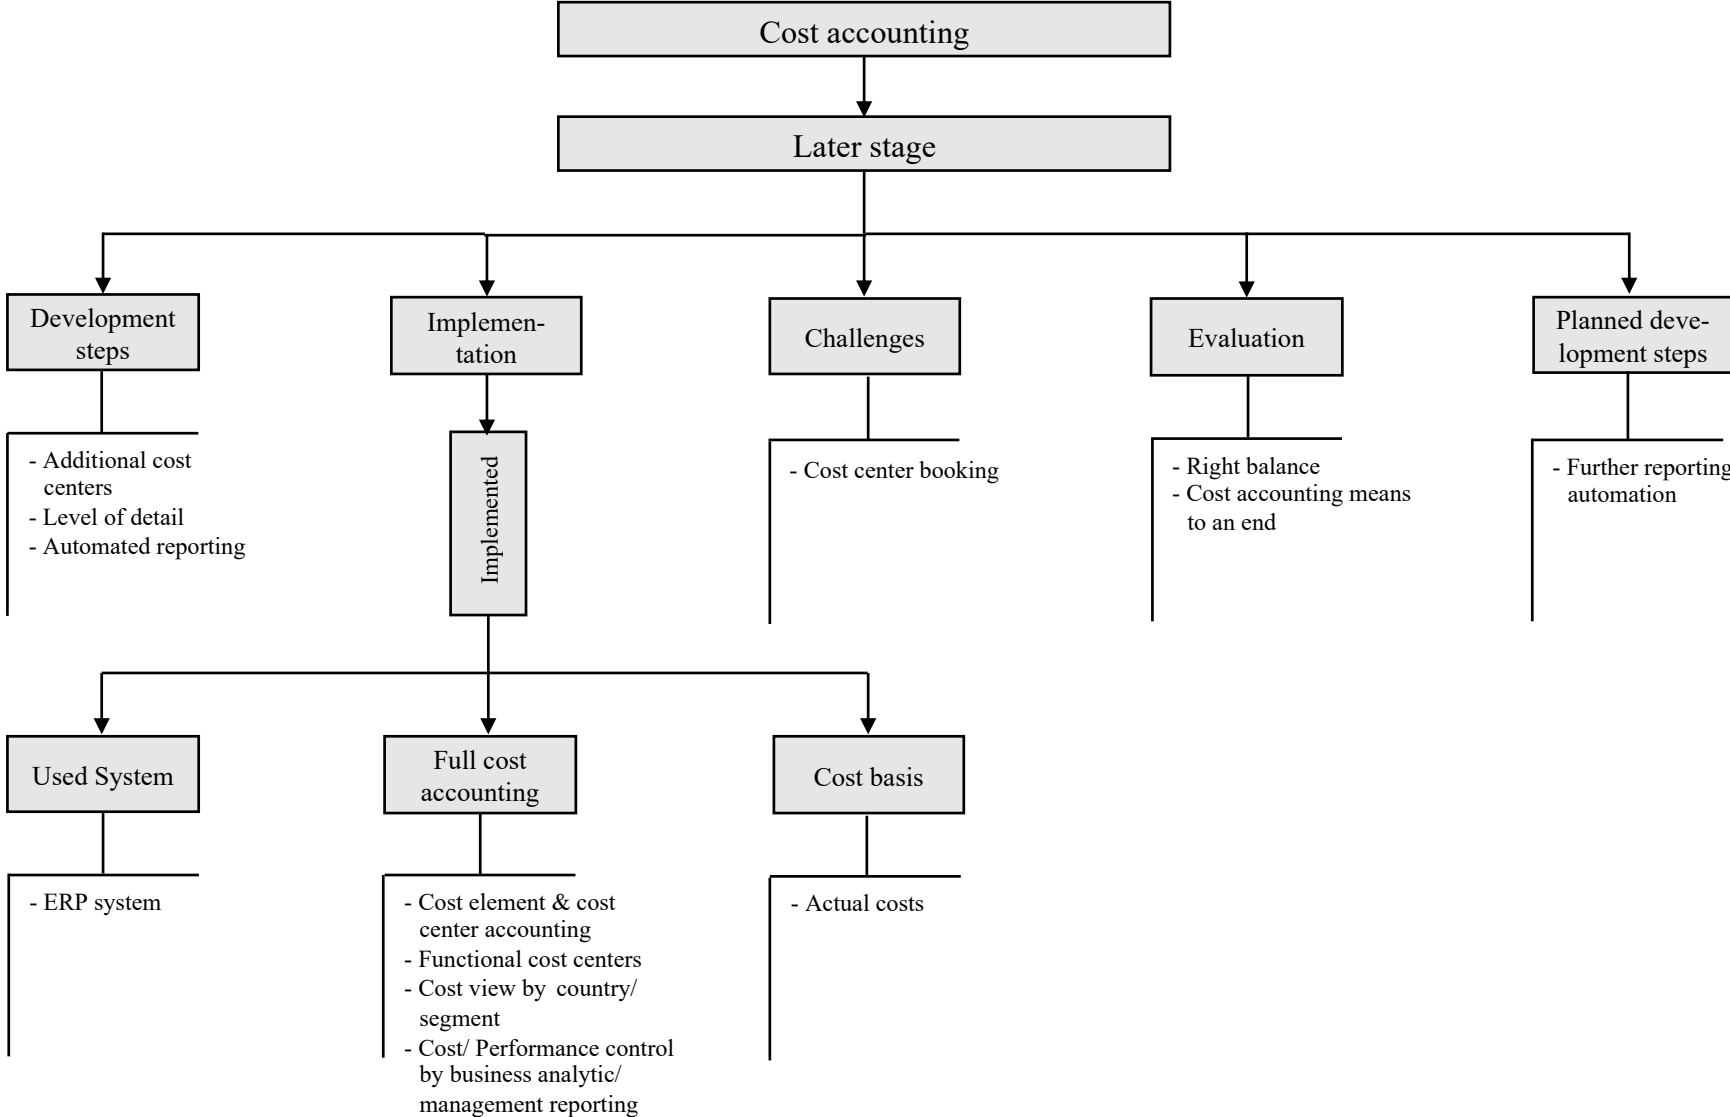 Cost accounting
Later stage
Development
steps
Implemen-
tation
Challenges
Evaluation
Planned deve-
lopment steps
- Additional cost
centers
- Level of detail
- Automated reporting
Implemented
- Cost center booking
- Right balance
- Cost accounting means
to an end
- Further reporting
automation
Used System
Full cost
accounting
Cost basis
- ERP system
- Cost element & cost
center accounting
- Functional cost centers
- Cost view by country/
segment
- Cost/ Performance control
by business analytic/
management reporting
- Actual costs